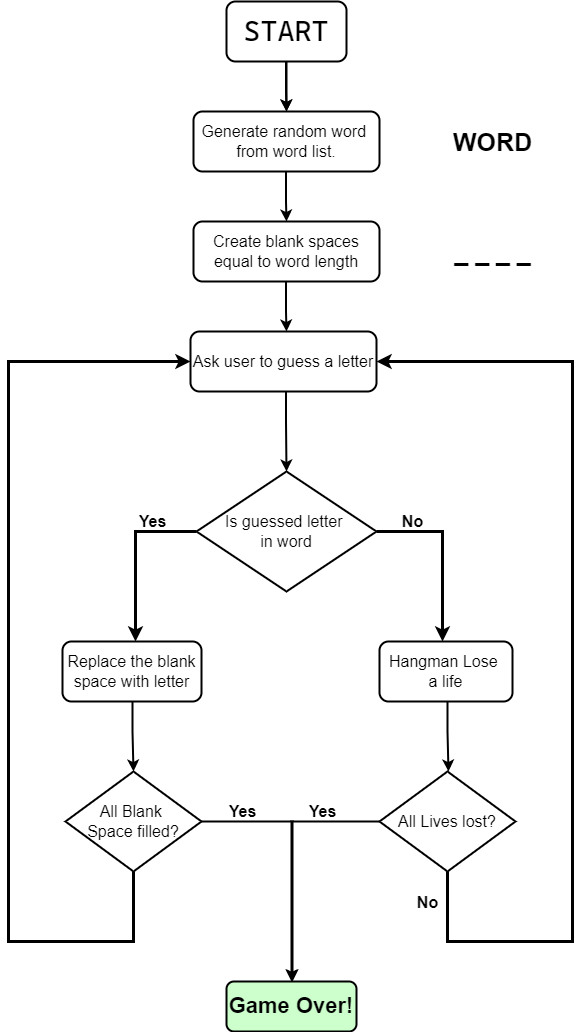 START
Generate random word
from word list.
WORD
Create blank spaces
equal to word length
_ _ _ _
Ask user to guess a letter
Is guessed letter
in word
Yes
No
Replace the blank
space with letter
Hangman Lose
a life
All Blank
Space filled?
Yes
Yes
All Lives lost?
No
Game Over!